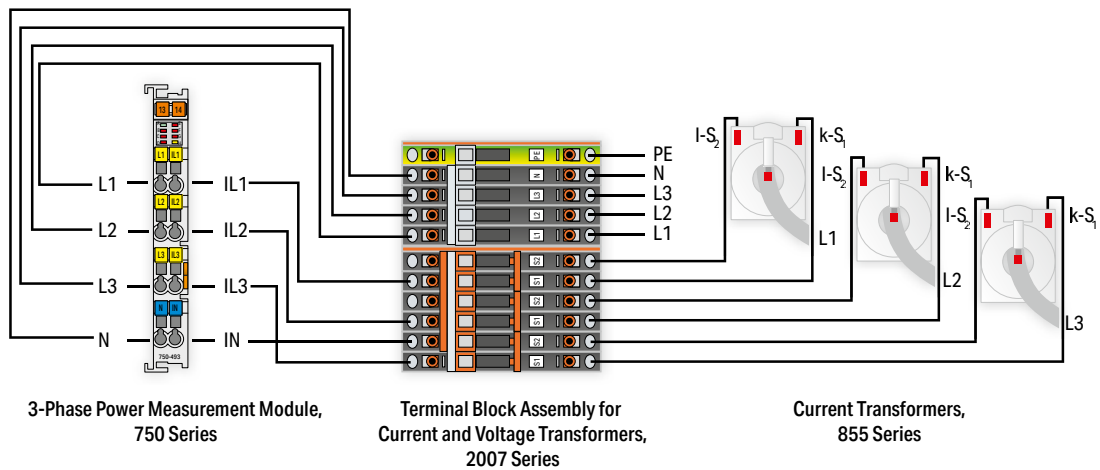 13 14
L1 IL1
L2 IL2
L3 IL3
N IN
750-493
L1 IL1
L2 IL2
L3 IL3
N IN
PE
N
L3
L2
L1
S2
S1
S2
S1
S2
S1
PE
N
L3
L2
L1
l-S2 k-S1
L1
l-S2 k-S1
L2
l-S2 k-S1
L3
3-Phase Power Measurement Module,
750 Series
Terminal Block Assembly for
Current and Voltage Transformers,
2007 Series
Current Transformers,
855 Series